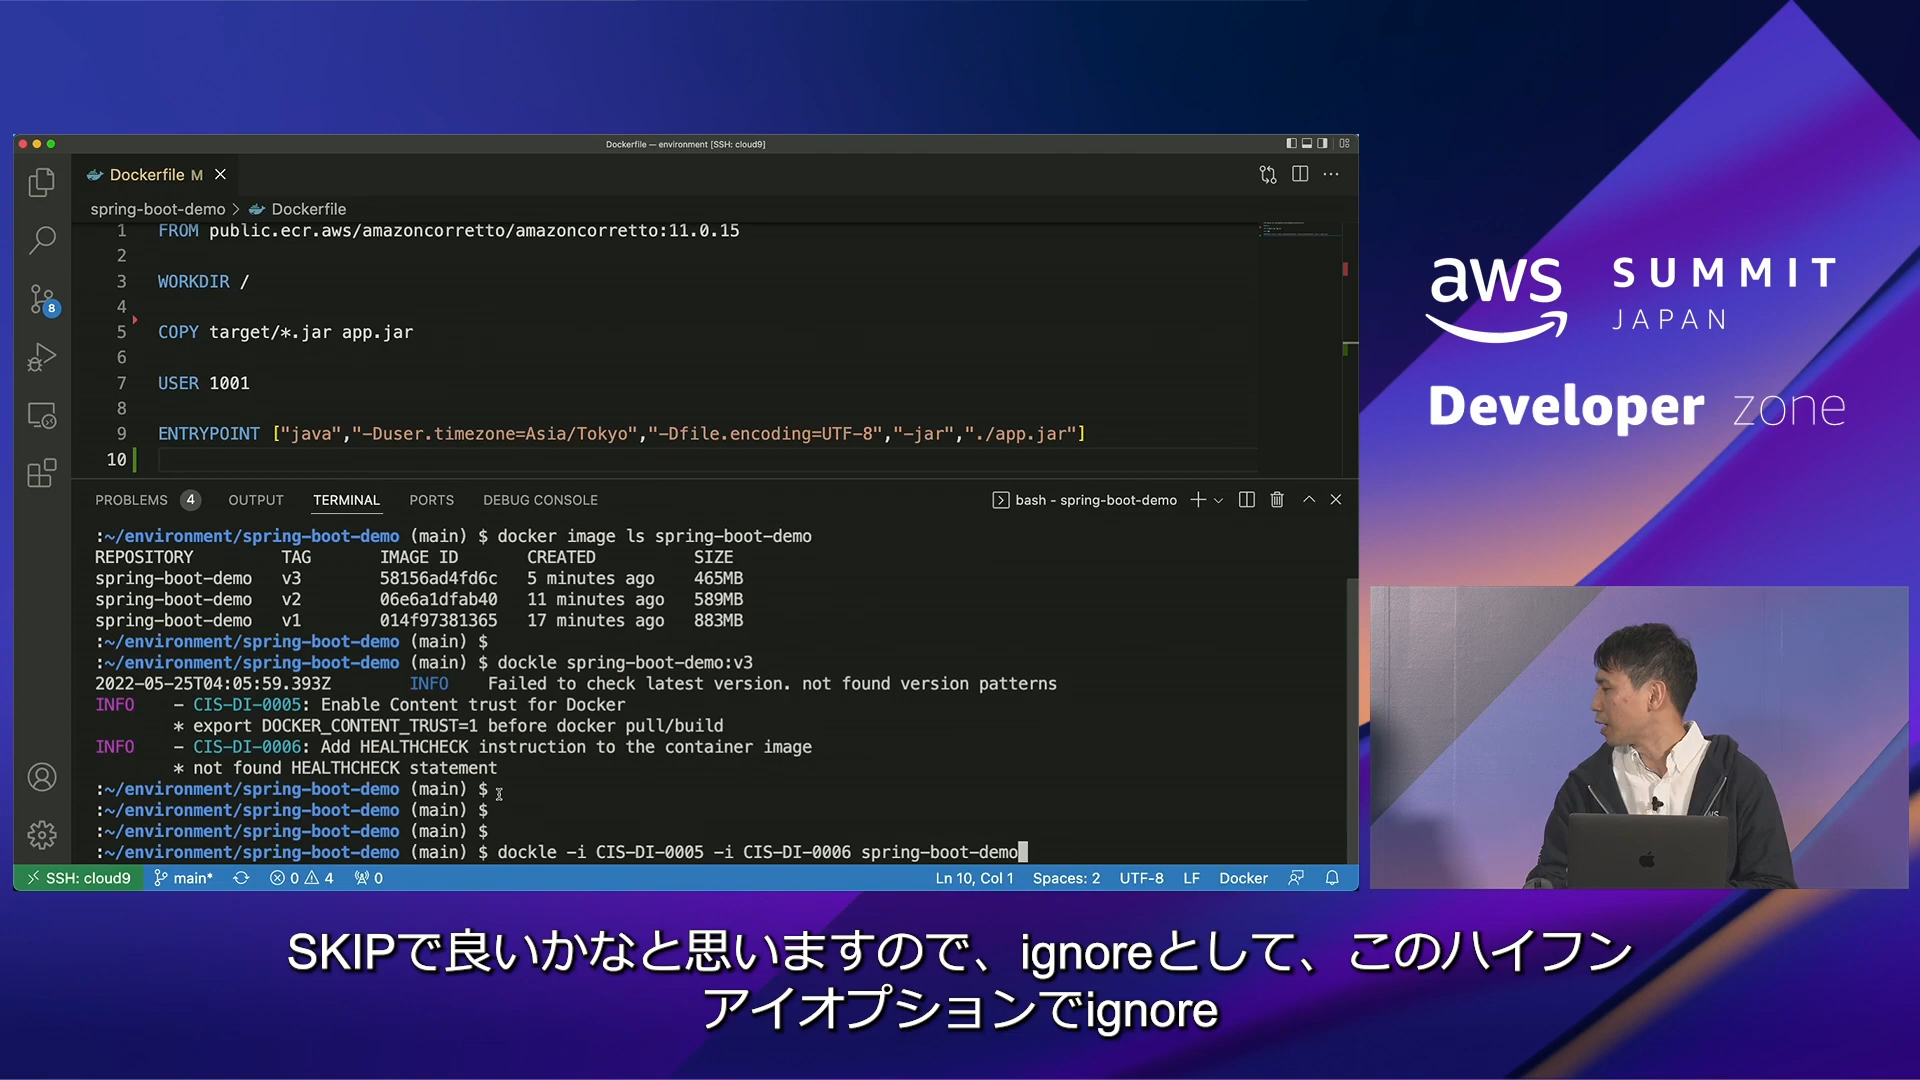 Dockerfile — environment [SSH: cloud9]
Dockerfile M
spring-boot-demo > Dockerfile
1 FROM public.ecr.aws/amazoncorretto/amazoncorretto:11.0.15
2
3 WORKDIR /
4
5 COPY target/*.jar app.jar
6
7 USER 1001
8
9 ENTRYPOINT ["java","-Duser.timezone=Asia/Tokyo","-Dfile.encoding=UTF-8","-jar","./app.jar"]
10
8
PROBLEMS 4 OUTPUT TERMINAL PORTS DEBUG CONSOLE bash - spring-boot-demo
:~/environment/spring-boot-demo (main) $ docker image ls spring-boot-demo
REPOSITORY TAG IMAGE ID CREATED SIZE
spring-boot-demo v3 58156ad4fd6c 5 minutes ago 465MB
spring-boot-demo v2 06e6a1dfab40 11 minutes ago 589MB
spring-boot-demo v1 014f97381365 17 minutes ago 883MB
:~/environment/spring-boot-demo (main) $
:~/environment/spring-boot-demo (main) $ dockle spring-boot-demo:v3
2022-05-25T04:05:59.393Z INFO Failed to check latest version. not found version patterns
INFO - CIS-DI-0005: Enable Content trust for Docker
* export DOCKER_CONTENT_TRUST=1 before docker pull/build
INFO - CIS-DI-0006: Add HEALTHCHECK instruction to the container image
* not found HEALTHCHECK statement
:~/environment/spring-boot-demo (main) $
:~/environment/spring-boot-demo (main) $
:~/environment/spring-boot-demo (main) $
:~/environment/spring-boot-demo (main) $ dockle -i CIS-DI-0005 -i CIS-DI-0006 spring-boot-demo
SSH: cloud9 main* 0 4 0 Ln 10, Col 1 Spaces: 2 UTF-8 LF Docker
aws SUMMIT
JAPAN
Developer zone
SKIPで良いかなと思いますので、ignoreとして、このハイフン
アイオプションでignore